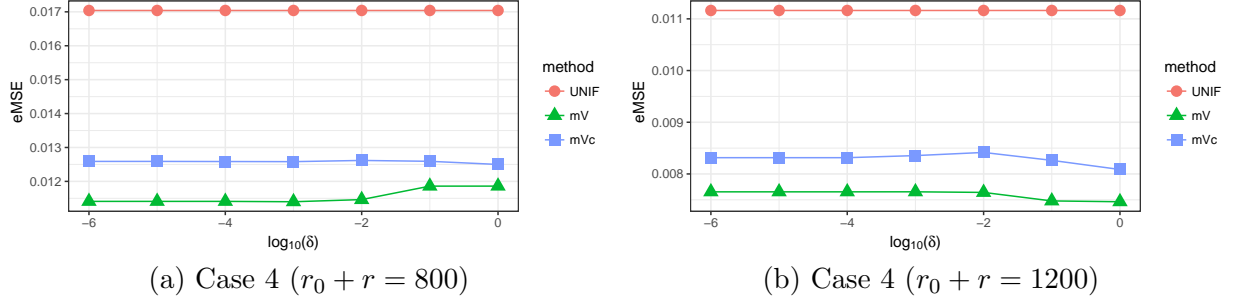 0.017
0.016
0.015
0.014
0.013
0.012
eMSE
−6
−4
−2
0
log₁₀(δ)
method
UNIF
mV
mVc
(a) Case 4 (r₀ + r = 800)
0.011
0.010
0.009
0.008
eMSE
−6
−4
−2
0
log₁₀(δ)
method
UNIF
mV
mVc
(b) Case 4 (r₀ + r = 1200)